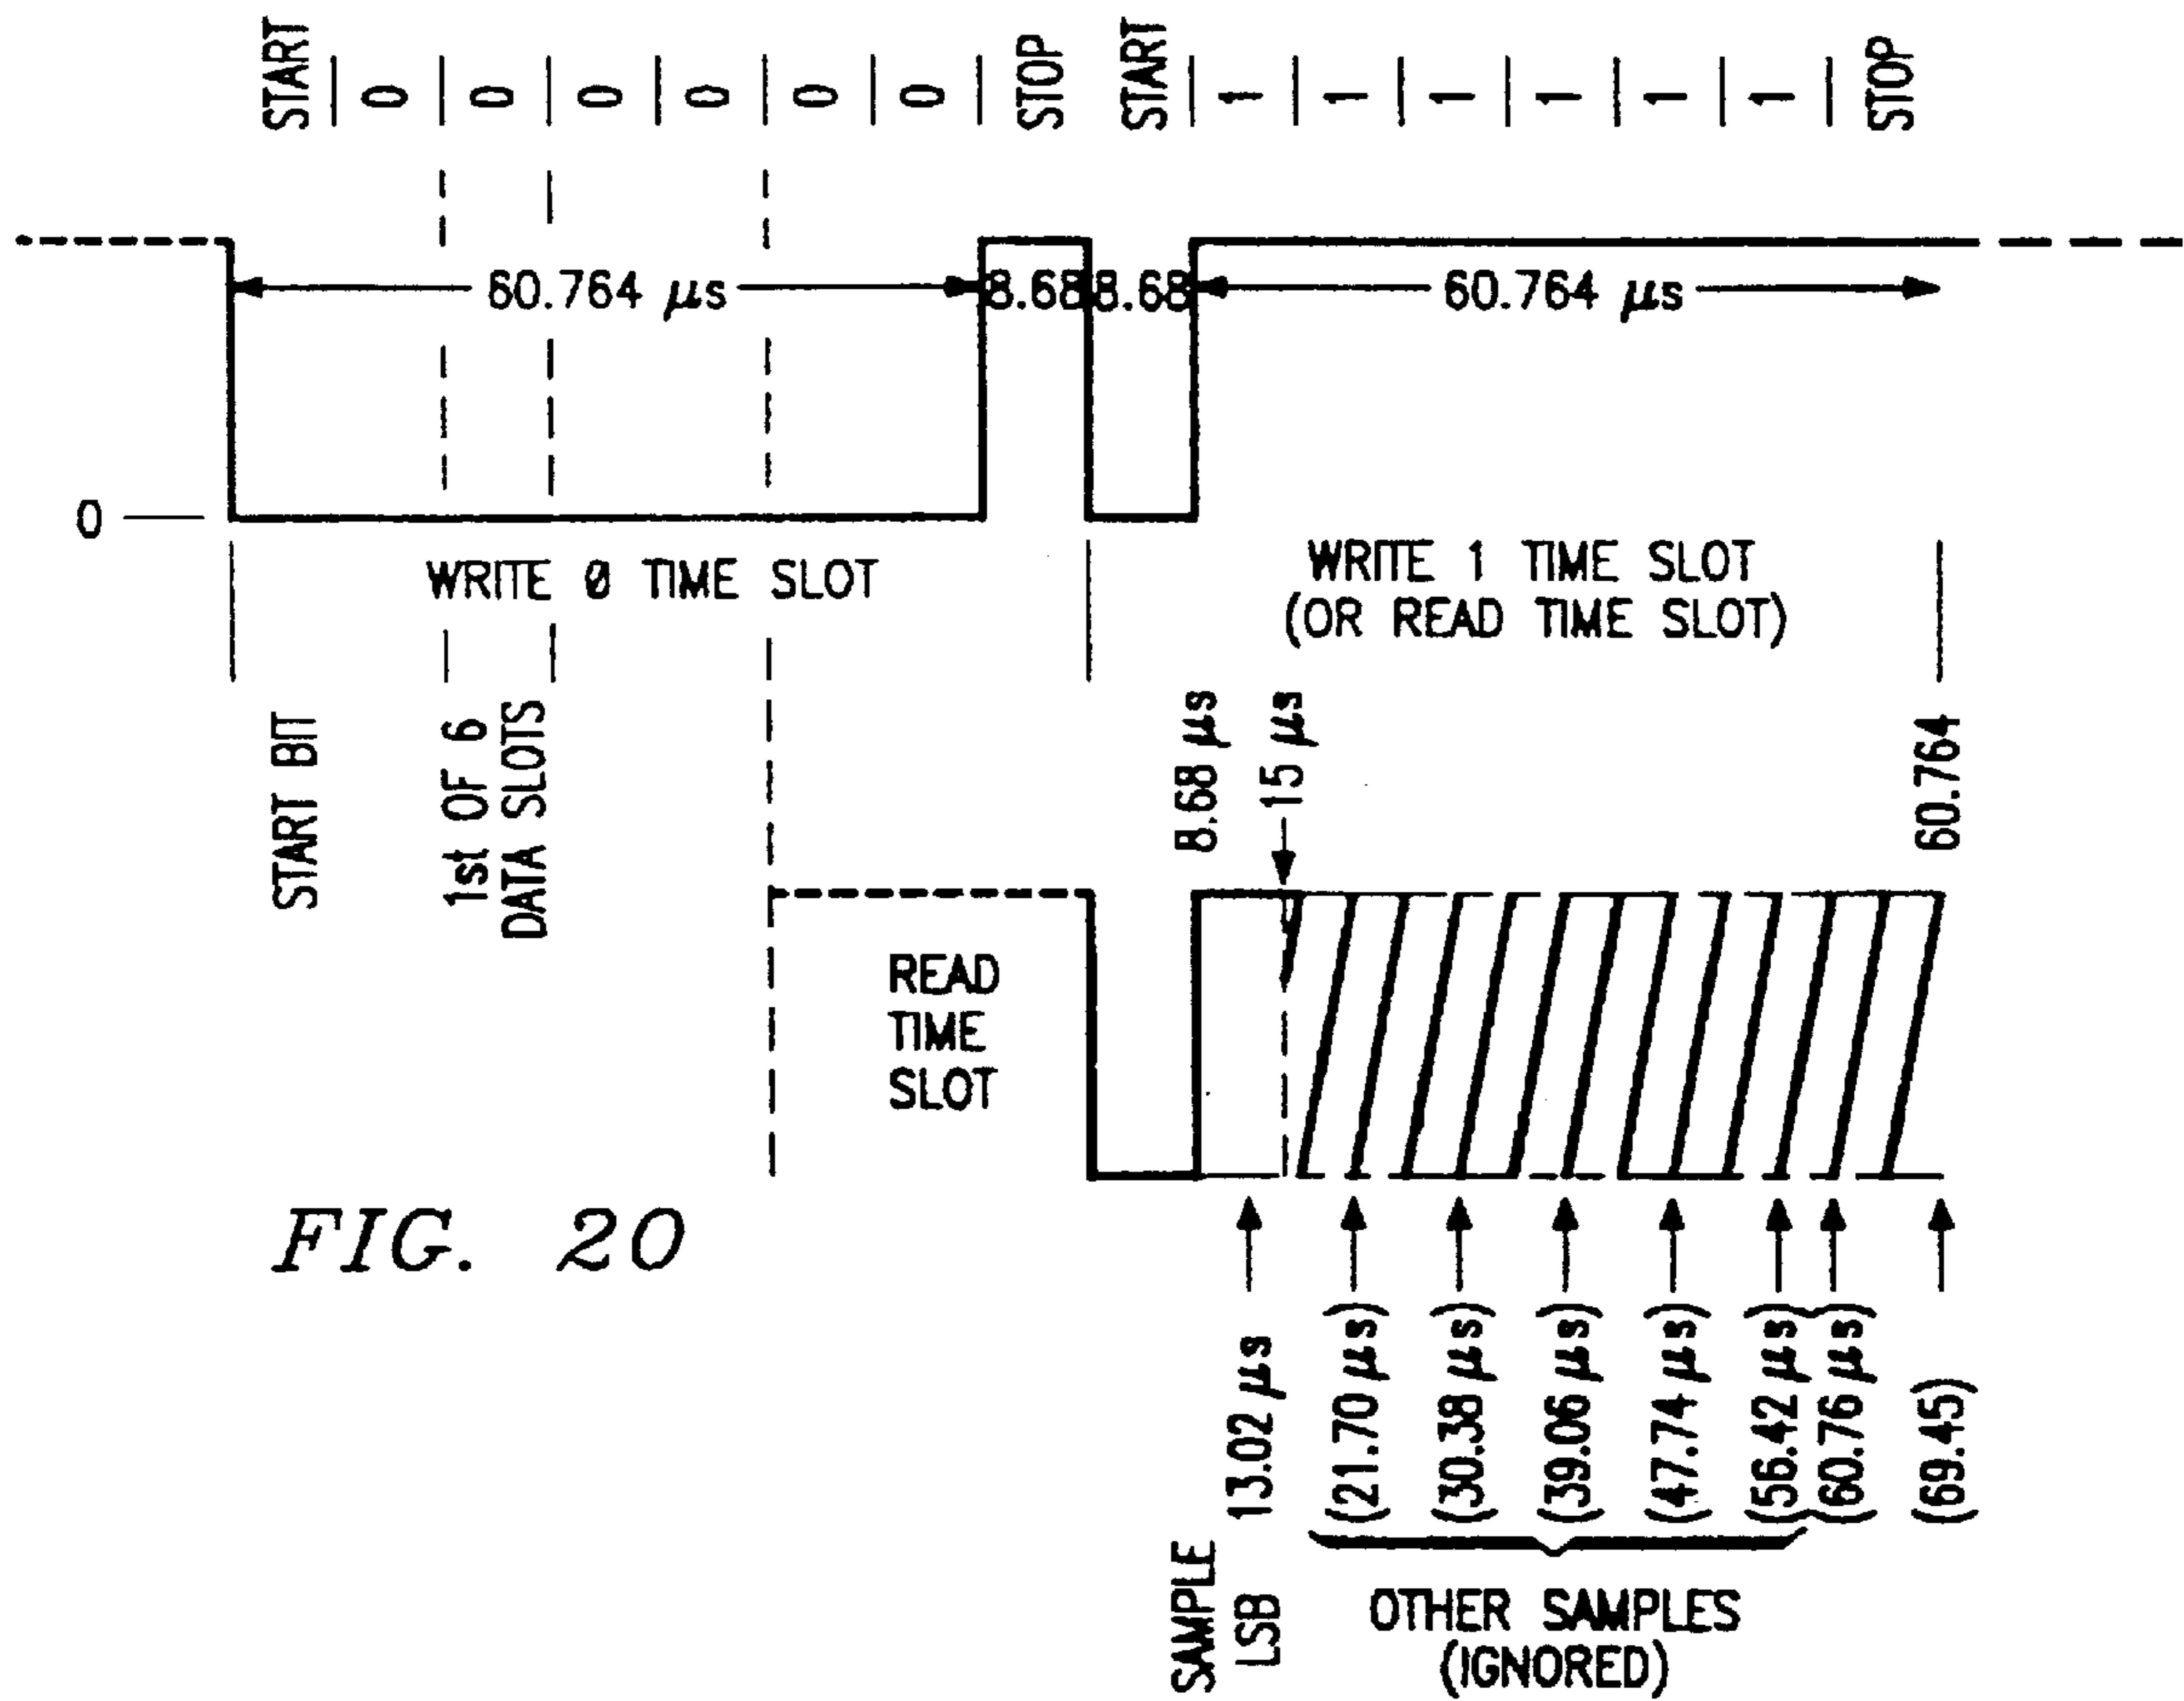 START 0 0 0 0 0 0 STOP START 1 1 1 1 1 1 STOP
60.764 μs 8.68 8.68 60.764 μs
0
WRITE 0 TIME SLOT
WRITE 1 TIME SLOT
(OR READ TIME SLOT)
START BIT
1st OF 6
DATA SLOTS
8.68 μs
15 μs
60.764
READ
TIME
SLOT
FIG. 20
SAMPLE
LSB
13.02 μs
(21.70 μs)
(30.38 μs)
(39.06 μs)
(47.74 μs)
(56.42 μs)
(60.76 μs)
(69.45)
OTHER SAMPLES
(IGNORED)